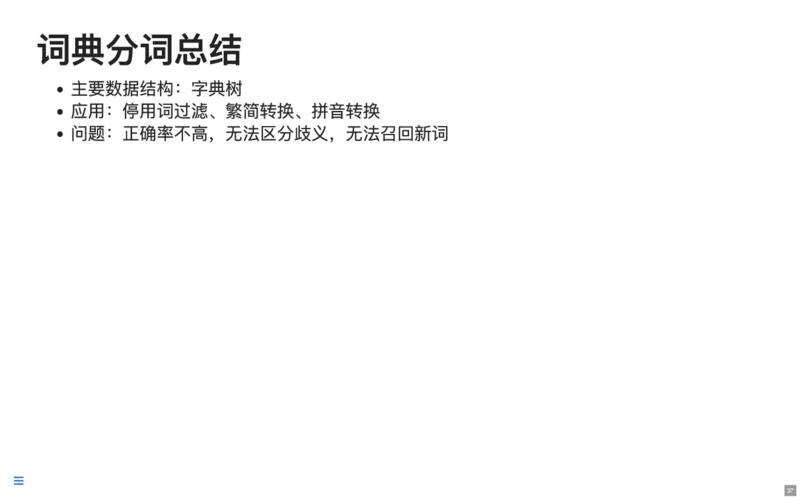 词典分词总结
主要数据结构：字典树
应用：停用词过滤、繁简转换、拼音转换
问题：正确率不高，无法区分歧义，无法召回新词
37